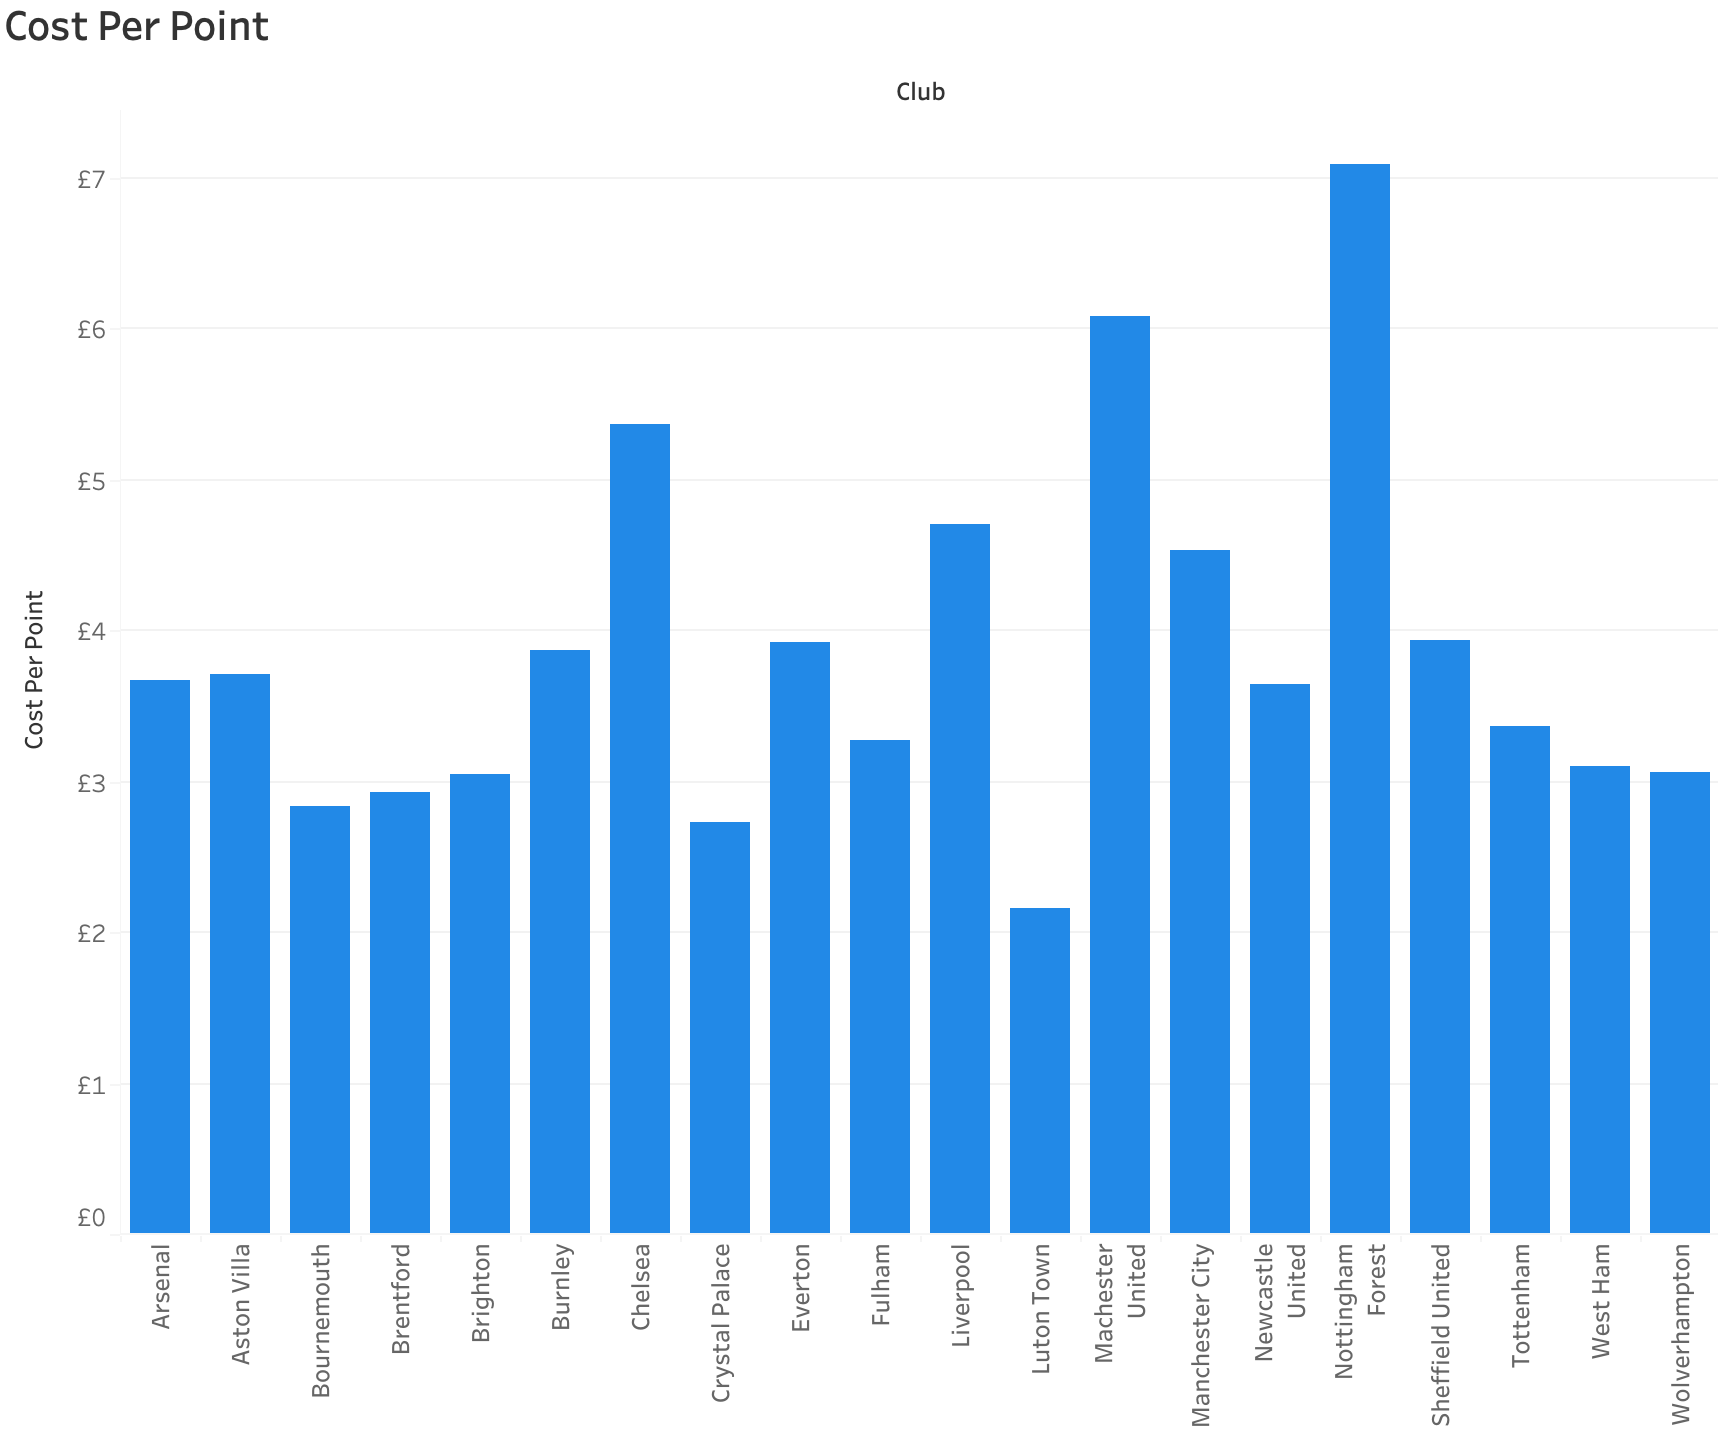 Cost Per Point
Club
£7
£6
£5
£4
£3
£2
£1
£0
Cost Per Point
Arsenal
Aston Villa
Bournemouth
Brentford
Brighton
Burnley
Chelsea
Crystal Palace
Everton
Fulham
Liverpool
Luton Town
Machester
United
Manchester City
Newcastle
United
Nottingham
Forest
Sheffield United
Tottenham
West Ham
Wolverhampton